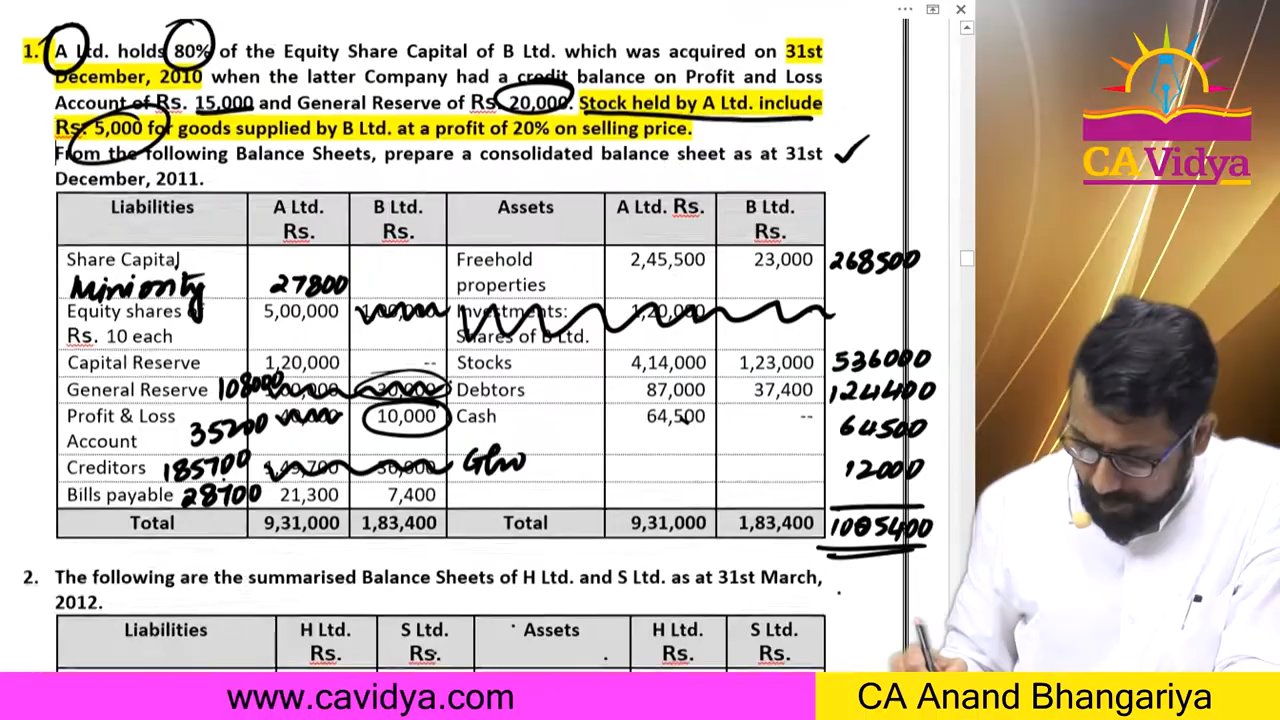 1. A Ltd. holds 80% of the Equity Share Capital of B Ltd. which was acquired on 31st
December, 2010 when the latter Company had a credit balance on Profit and Loss
Account of Rs. 15,000 and General Reserve of Rs. 20,000. Stock held by A Ltd. include
Rs. 5,000 for goods supplied by B Ltd. at a profit of 20% on selling price.
From the following Balance Sheets, prepare a consolidated balance sheet as at 31st
December, 2011.
Liabilities A Ltd. Rs. B Ltd. Rs. Assets A Ltd. Rs. B Ltd. Rs.
Share Capital Freehold properties 2,45,500 23,000 268500
Minority 27800
Equity shares of Rs. 10 each 5,00,000 1,00,000 Investments: Shares of B Ltd. 1,20,000
Capital Reserve 1,20,000 -- Stocks 4,14,000 1,23,000 536000
General Reserve 108000 30,000 Debtors 87,000 37,400 124400
Profit & Loss Account 35200 10,000 Cash 64,500 -- 64500
Creditors 185700 1,49,700 36,000 12000
Bills payable 28700 21,300 7,400
Total 9,31,000 1,83,400 Total 9,31,000 1,83,400 1005400
2. The following are the summarised Balance Sheets of H Ltd. and S Ltd. as at 31st March,
2012.
Liabilities H Ltd. Rs. S Ltd. Rs. Assets H Ltd. Rs. S Ltd. Rs.
CA Vidya
www.cavidya.com
CA Anand Bhangariya